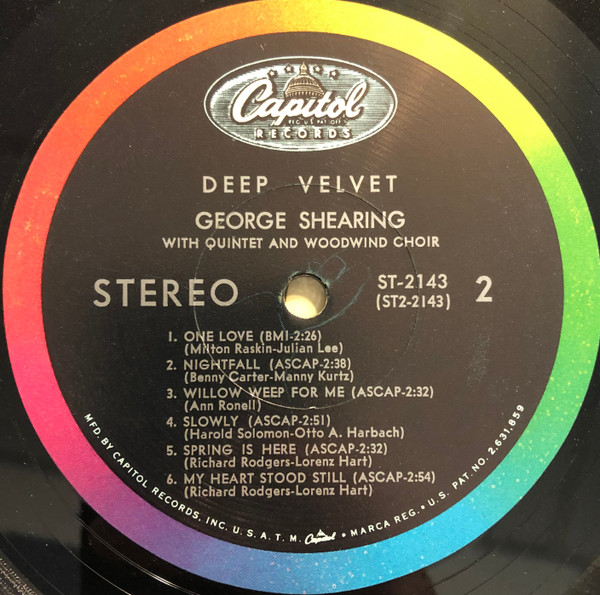 Capitol
RECORDS
DEEP VELVET
GEORGE SHEARING
WITH QUINTET AND WOODWIND CHOIR
STEREO
ST-2143
(ST2-2143)
2
1. ONE LOVE (BMI-2:26)
(Milton Raskin-Julian Lee)
2. NIGHTFALL (ASCAP-2:38)
(Benny Carter-Manny Kurtz)
3. WILLOW WEEP FOR ME (ASCAP-2:32)
(Ann Ronell)
4. SLOWLY (ASCAP-2:51)
(Harold Solomon-Otto A. Harbach)
5. SPRING IS HERE (ASCAP-2:32)
(Richard Rodgers-Lorenz Hart)
6. MY HEART STOOD STILL (ASCAP-2:54)
(Richard Rodgers-Lorenz Hart)
MFD. BY CAPITOL RECORDS, INC. U.S.A. T.M. Capitol • MARCA REG. • U.S. PAT. NO. 2,631,859